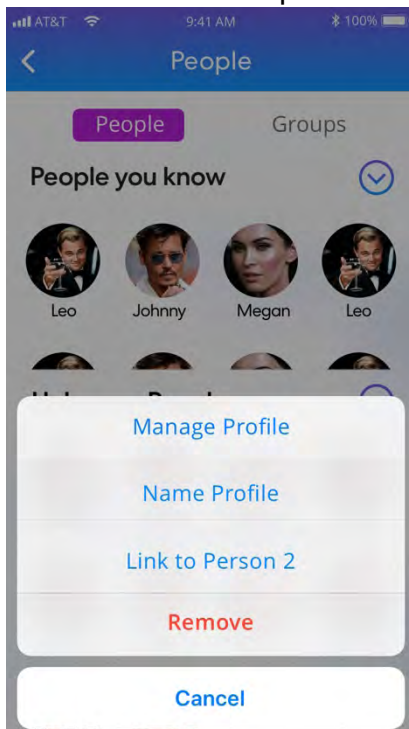 AT&T 9:41 AM 100%
People
People Groups
People you know
Leo Johnny Megan Leo
Manage Profile
Name Profile
Link to Person 2
Remove
Cancel